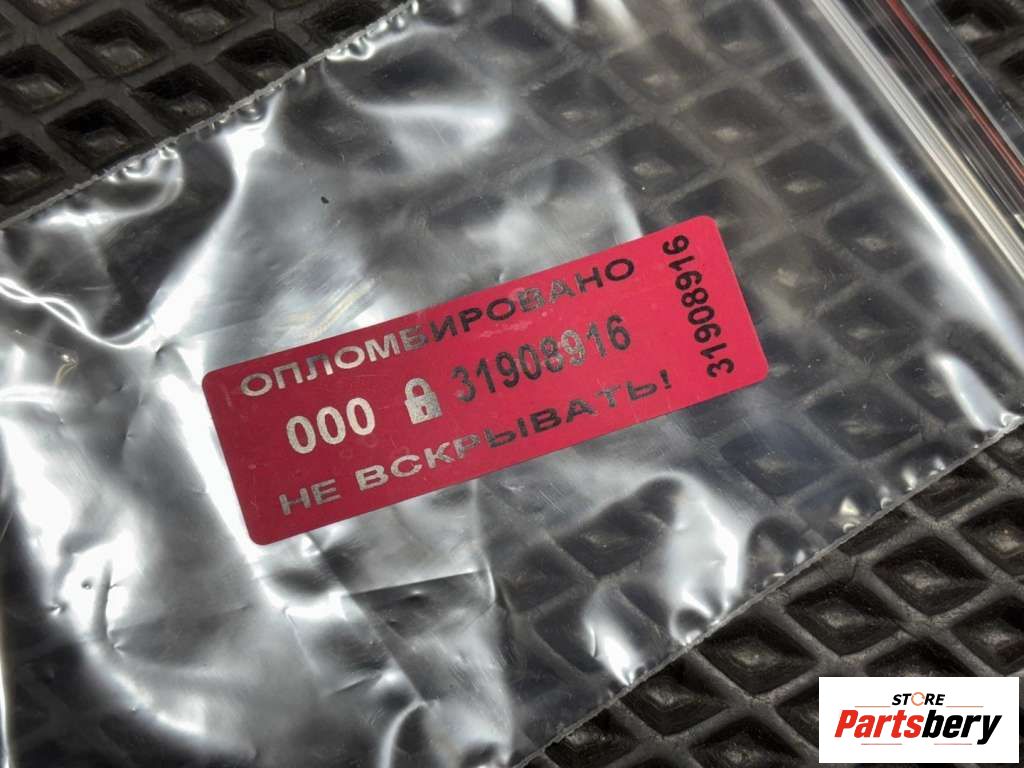 ОПЛОМБИРОВАНО
000 31908916
НЕ ВСКРЫВАТЬ!
31908916
STORE
Partsbery